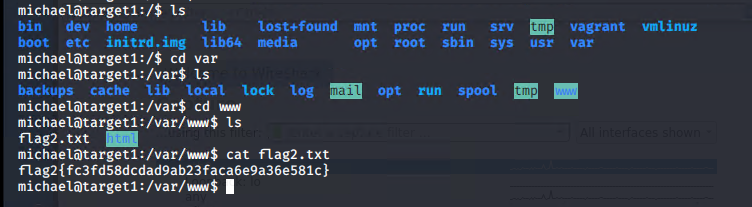 michael@target1:/$ ls
bin dev home lib lost+found mnt proc run srv tmp vagrant vmlinuz
boot etc initrd.img lib64 media opt root sbin sys usr var
michael@target1:/$ cd var
michael@target1:/var$ ls
backups cache lib local lock log mail opt run spool tmp www
michael@target1:/var$ cd www
michael@target1:/var/www$ ls
flag2.txt html
michael@target1:/var/www$ cat flag2.txt
flag2{fc3fd58dcdad9ab23faca6e9a36e581c}
michael@target1:/var/www$